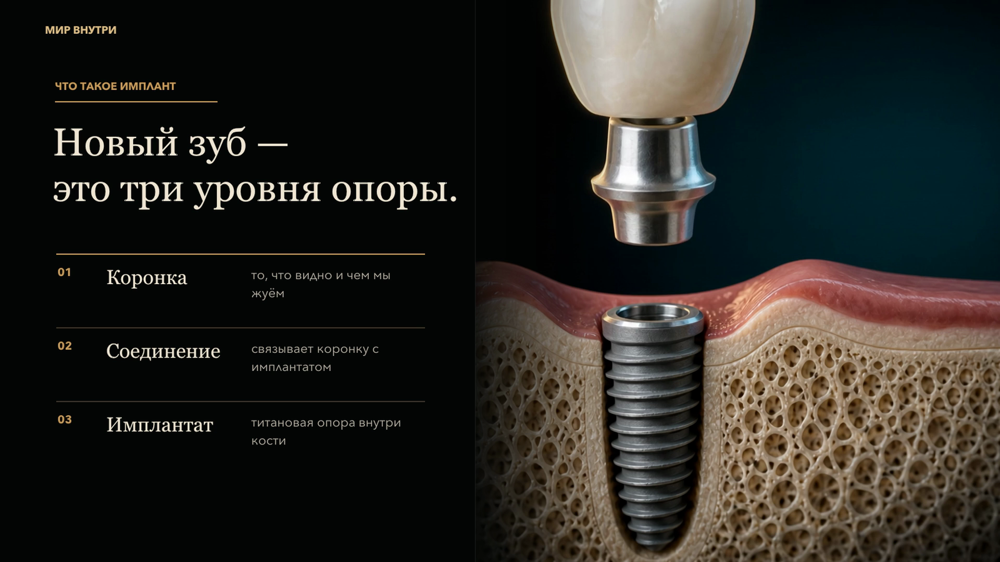 МИР ВНУТРИ
ЧТО ТАКОЕ ИМПЛАНТ
Новый зуб —
это три уровня опоры.
01
Коронка
то, что видно и чем мы
жуём
02
Соединение
связывает коронку с
имплантатом
03
Имплантат
титановая опора внутри
кости